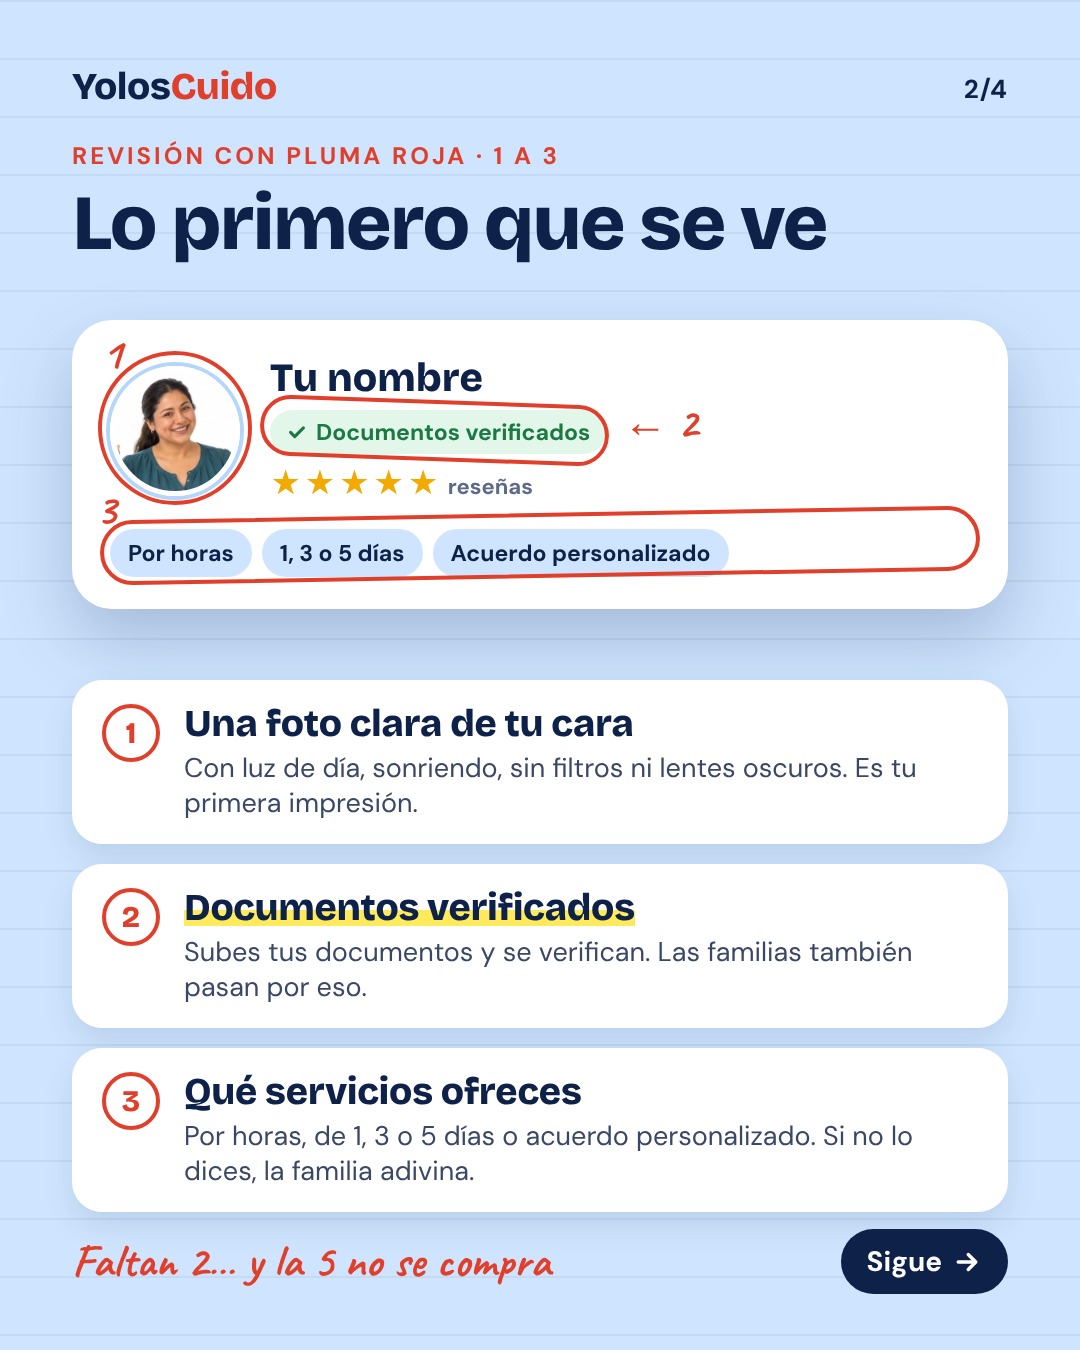 YolosCuido
2/4
REVISIÓN CON PLUMA ROJA · 1 A 3
Lo primero que se ve
1
Tu nombre
✓ Documentos verificados ← 2
★★★★★ reseñas
3
Por horas 1, 3 o 5 días Acuerdo personalizado
1 Una foto clara de tu cara
Con luz de día, sonriendo, sin filtros ni lentes oscuros. Es tu
primera impresión.
2 Documentos verificados
Subes tus documentos y se verifican. Las familias también
pasan por eso.
3 Qué servicios ofreces
Por horas, de 1, 3 o 5 días o acuerdo personalizado. Si no lo
dices, la familia adivina.
Faltan 2... y la 5 no se compra
Sigue →